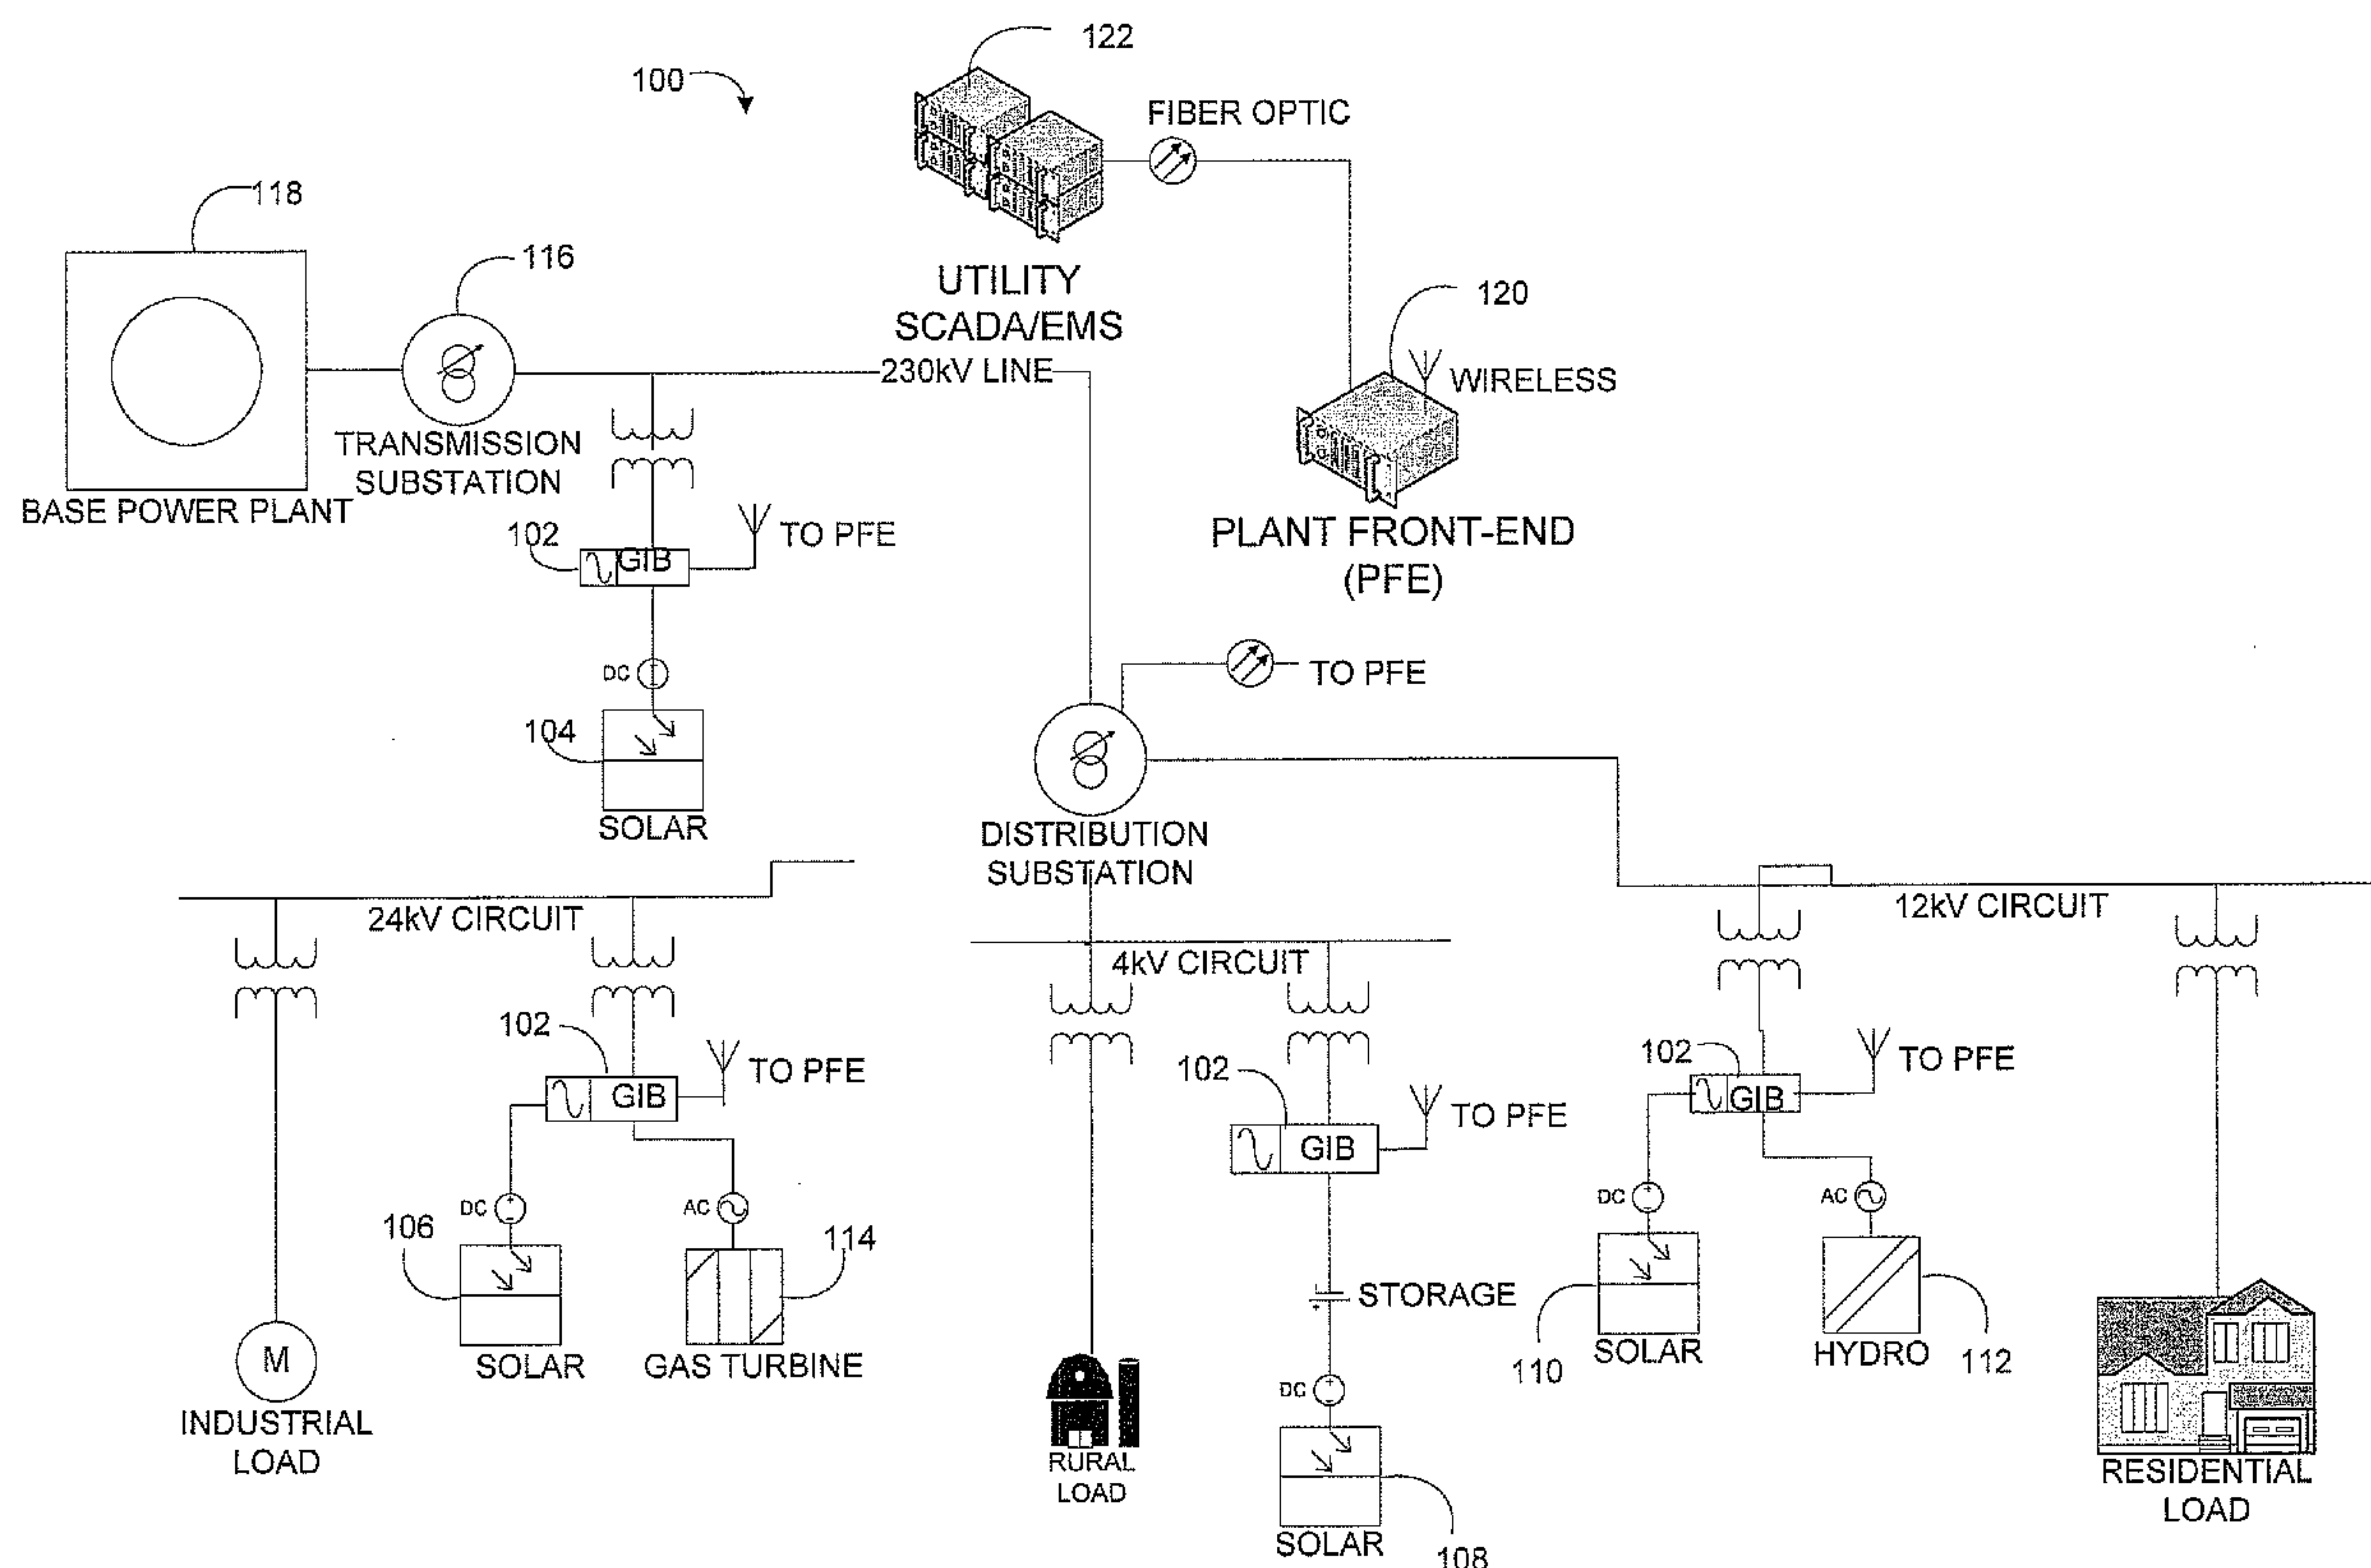 100
122
FIBER OPTIC
118
116
UTILITY
SCADA/EMS
120
230kV LINE
WIRELESS
TRANSMISSION
SUBSTATION
BASE POWER PLANT
PLANT FRONT-END
(PFE)
102
GIB
TO PFE
DC
104
SOLAR
TO PFE
DISTRIBUTION
SUBSTATION
24kV CIRCUIT
4kV CIRCUIT
12kV CIRCUIT
102
GIB
TO PFE
102
GIB
TO PFE
102
GIB
TO PFE
DC
AC
106
114
SOLAR
GAS TURBINE
M
INDUSTRIAL
LOAD
STORAGE
DC
RURAL
LOAD
SOLAR
108
DC
AC
110
SOLAR
HYDRO
112
RESIDENTIAL
LOAD